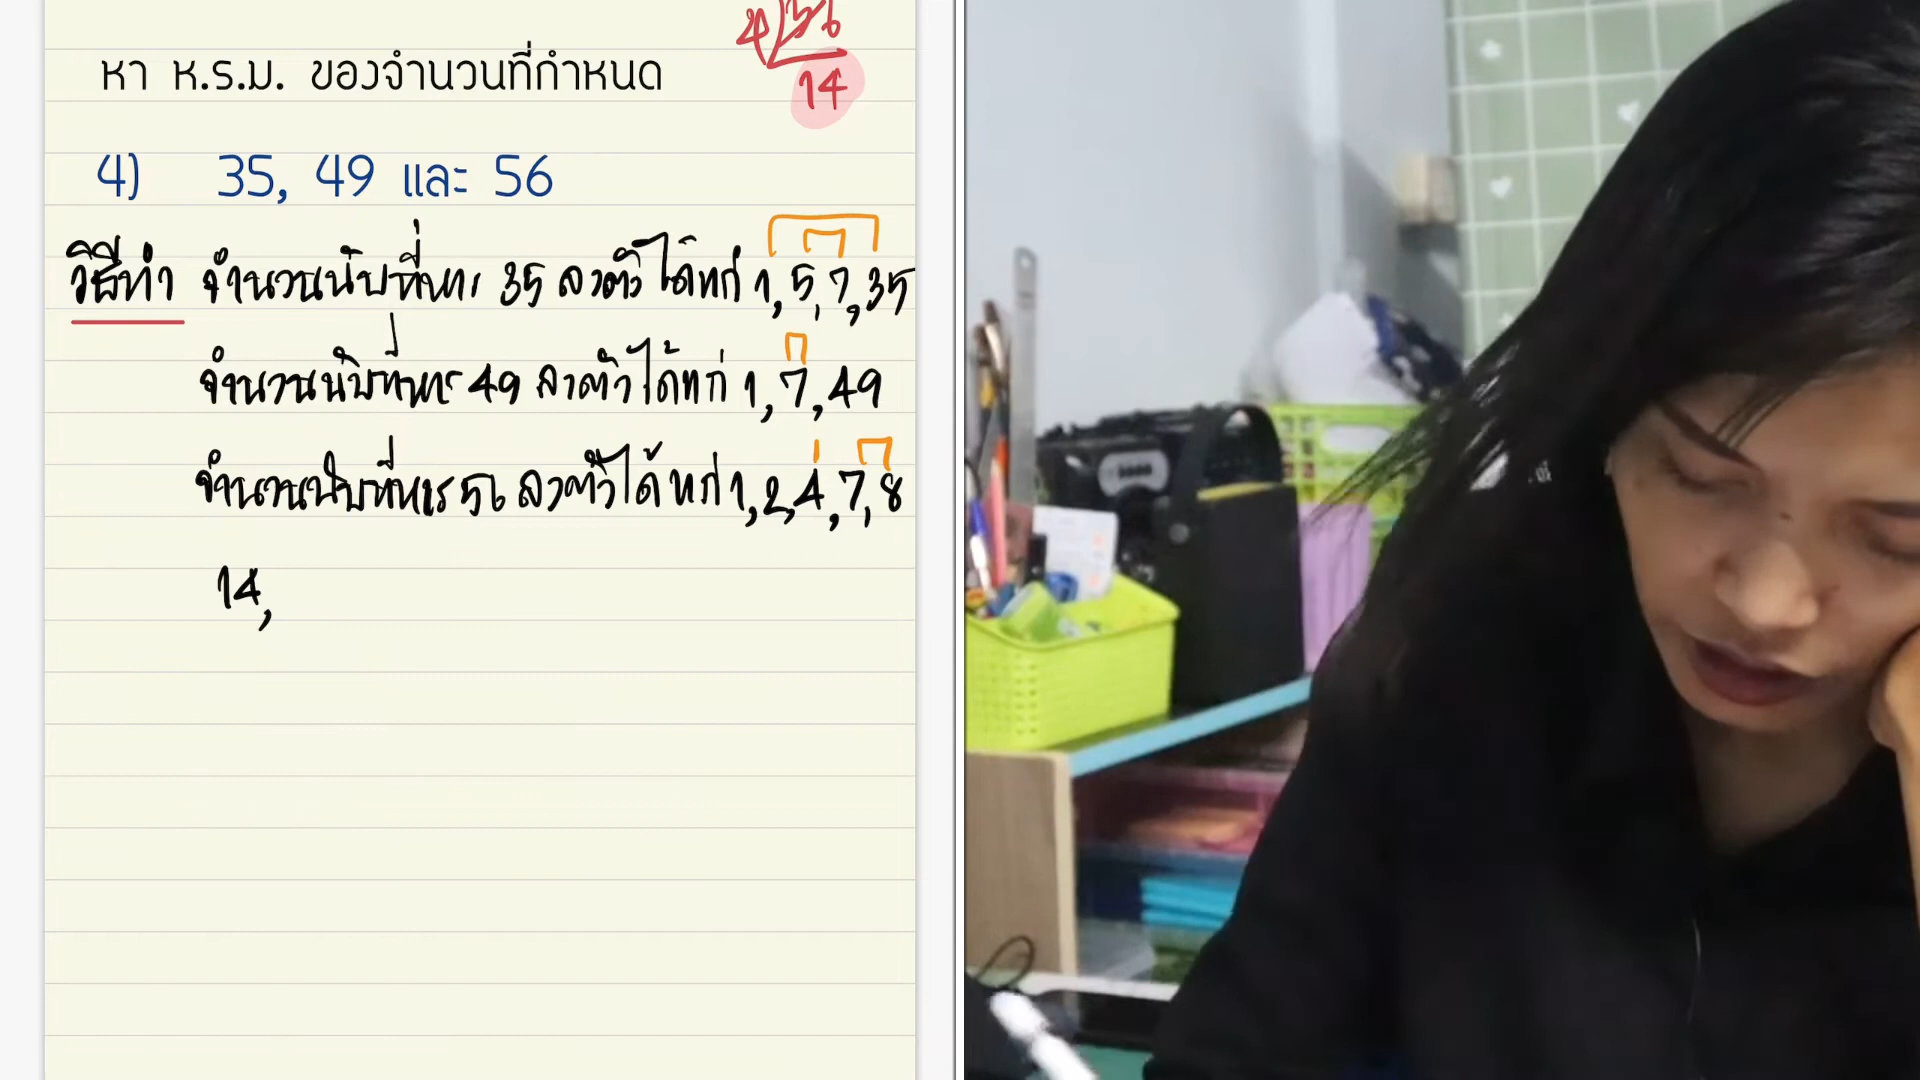 4 56
14
หา ห.ร.ม. ของจำนวนที่กำหนด
4) 35, 49 และ 56
วิธีทำ จำนวนนับที่หาร 35 ลงตัว ได้แก่ 1, 5, 7, 35
จำนวนนับที่หาร 49 ลงตัว ได้แก่ 1, 7, 49
จำนวนนับที่หาร 56 ลงตัวได้ แก่ 1, 2, 4, 7, 8
14,